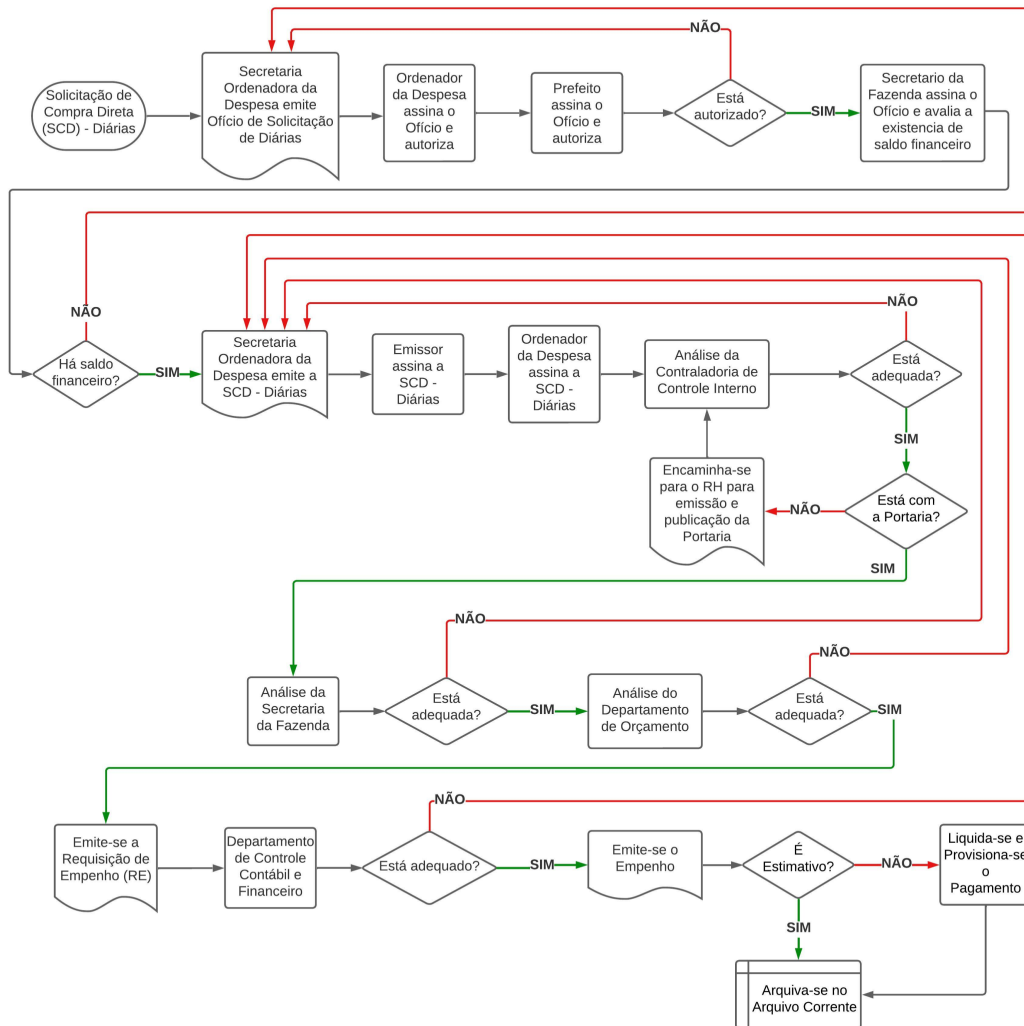 NÃO
Solicitação de
Compra Direta
(SCD) - Diárias
Secretaria
Ordenadora da
Despesa emite
Ofício de Solicitação
de Diárias
Ordenador
da Despesa
assina o
Ofício e
autoriza
Prefeito
assina o
Ofício e
autoriza
Está
autorizado?
SIM
Secretario da
Fazenda assina o
Ofício e avalia a
existencia de
saldo financeiro
NÃO
Há saldo
financeiro?
SIM
Secretaria
Ordenadora da
Despesa emite a
SCD - Diárias
Emissor
assina a
SCD -
Diárias
Ordenador
da Despesa
assina a
SCD -
Diárias
Análise da
Contraladoria de
Controle Interno
NÃO
Está
adequada?
SIM
Está com
a Portaria?
NÃO
Encaminha-se
para o RH para
emissão e
publicação da
Portaria
SIM
Análise da
Secretaria
da Fazenda
NÃO
Está
adequada?
SIM
Análise do
Departamento
de Orçamento
NÃO
Está
adequada?
SIM
Emite-se a
Requisição de
Empenho (RE)
Departamento
de Controle
Contábil e
Financeiro
NÃO
Está adequado?
SIM
Emite-se o
Empenho
É
Estimativo?
NÃO
Liquida-se e
Provisiona-se
o
Pagamento
SIM
Arquiva-se no
Arquivo Corrente